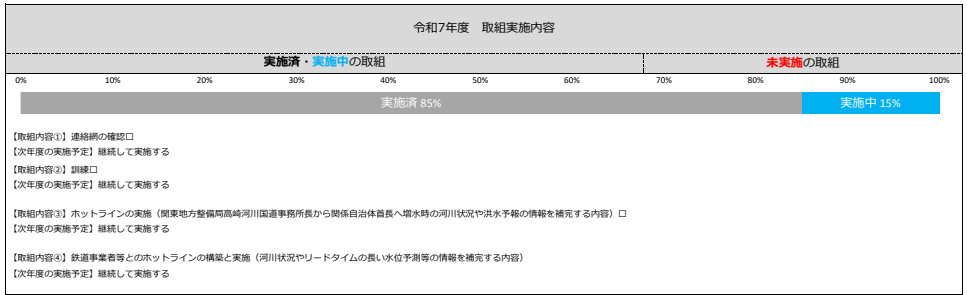 令和7年度　取組実施内容
実施済・実施中の取組　未実施の取組
0%　10%　20%　30%　40%　50%　60%　70%　80%　90%　100%
実施済 85%　実施中 15%
【取組内容①】連絡網の確認口
【次年度の実施予定】継続して実施する
【取組内容②】訓練口
【次年度の実施予定】継続して実施する
【取組内容③】ホットラインの実施（関東地方整備局高崎河川国道事務所長から関係自治体首長へ増水時の河川状況や洪水予報の情報を補完する内容）口
【次年度の実施予定】継続して実施する
【取組内容④】鉄道事業者等とのホットラインの構築と実施（河川状況やリードタイムの長い水位予測等の情報を補完する内容）
【次年度の実施予定】継続して実施する